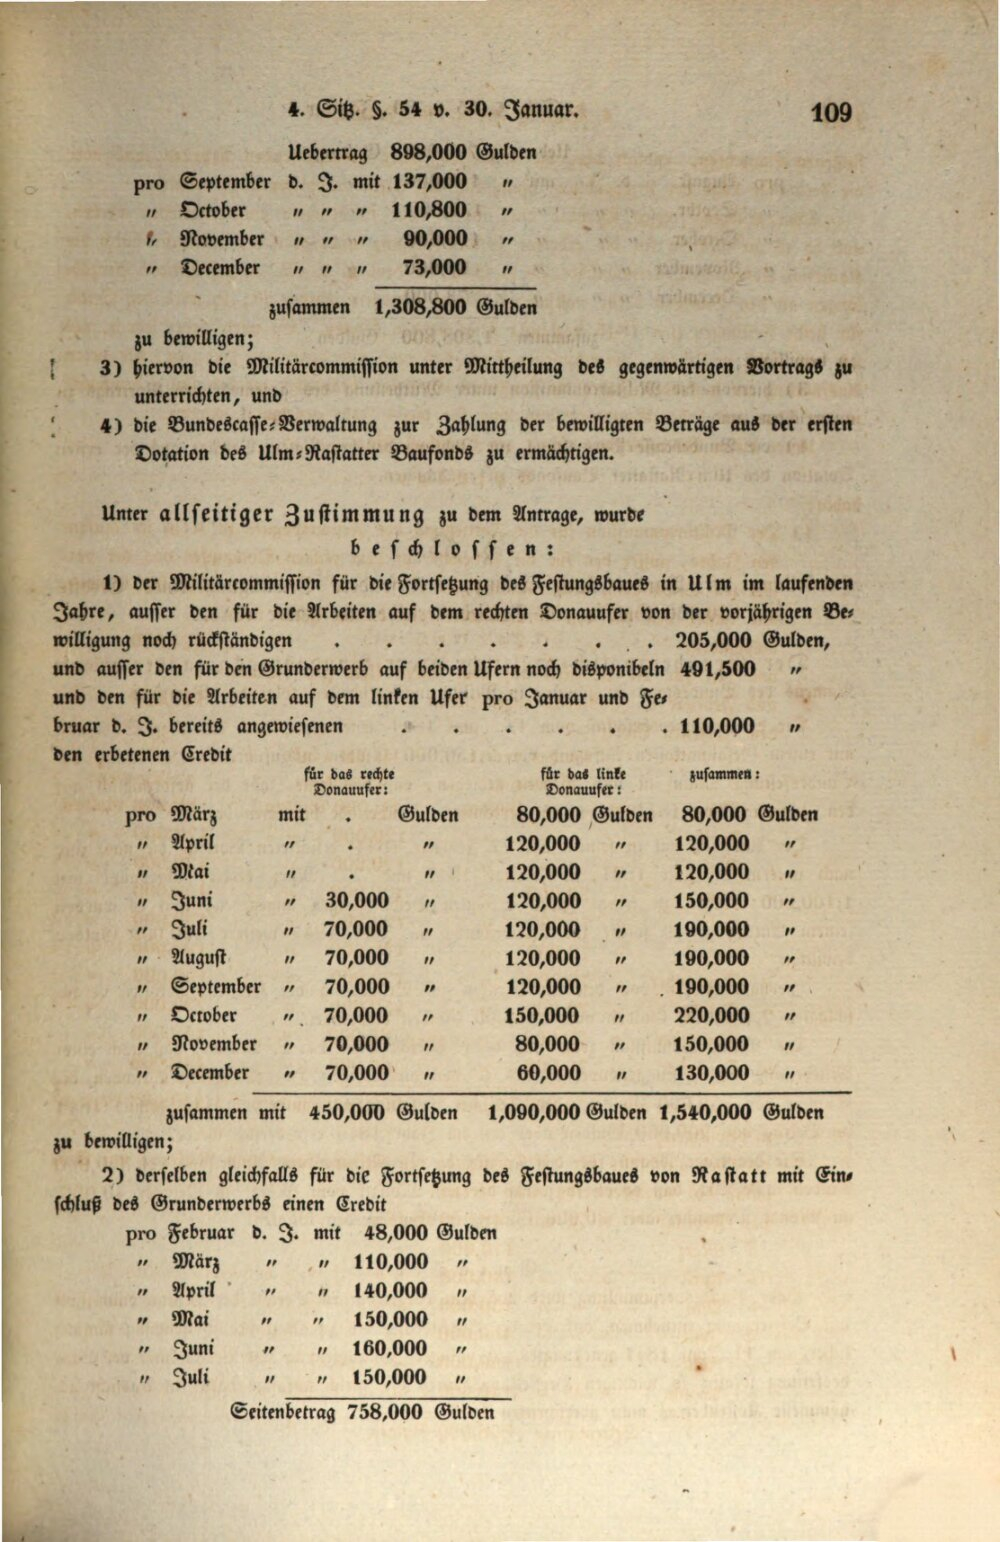 4. Sitz. §. 54 v. 30. Januar. 109
Uebertrag 898,000 Gulden
pro September d. J. mit 137,000 „
„ October „ „ „ 110,800 „
„ November „ „ „ 90,000 „
„ December „ „ „ 73,000 „
zusammen 1,308,800 Gulden
zu bewilligen;
3) hiervon die Militärcommission unter Mittheilung des gegenwärtigen Vortrags zu
unterrichten, und
4) die Bundescasse-Verwaltung zur Zahlung der bewilligten Beträge aus der ersten
Dotation des Ulm-Rastatter Baufonds zu ermächtigen.
Unter allseitiger Zustimmung zu dem Antrage, wurde
beschlossen:
1) der Militärcommission für die Fortsetzung des Festungsbaues in Ulm im laufenden
Jahre, ausser den für die Arbeiten auf dem rechten Donauufer von der vorjährigen Be-
willigung noch rückständigen . . . . . . . 205,000 Gulden,
und ausser den für den Grunderwerb auf beiden Ufern noch disponibeln 491,500 „
und den für die Arbeiten auf dem linken Ufer pro Januar und Fe-
bruar d. J. bereits angewiesenen . . . . . . 110,000 „
den erbetenen Credit
für das rechte für das linke zusammen:
Donauufer: Donauufer:
pro März mit . Gulden 80,000 Gulden 80,000 Gulden
„ April „ . „ 120,000 „ 120,000 „
„ Mai „ . „ 120,000 „ 120,000 „
„ Juni „ 30,000 „ 120,000 „ 150,000 „
„ Juli „ 70,000 „ 120,000 „ 190,000 „
„ August „ 70,000 „ 120,000 „ 190,000 „
„ September „ 70,000 „ 120,000 „ 190,000 „
„ October „ 70,000 „ 150,000 „ 220,000 „
„ November „ 70,000 „ 80,000 „ 150,000 „
„ December „ 70,000 „ 60,000 „ 130,000 „
zusammen mit 450,000 Gulden 1,090,000 Gulden 1,540,000 Gulden
zu bewilligen;
2) derselben gleichfalls für die Fortsetzung des Festungsbaues von Rastatt mit Ein-
schluß des Grunderwerbs einen Credit
pro Februar d. J. mit 48,000 Gulden
„ März „ „ 110,000 „
„ April „ „ 140,000 „
„ Mai „ „ 150,000 „
„ Juni „ „ 160,000 „
„ Juli „ „ 150,000 „
Seitenbetrag 758,000 Gulden